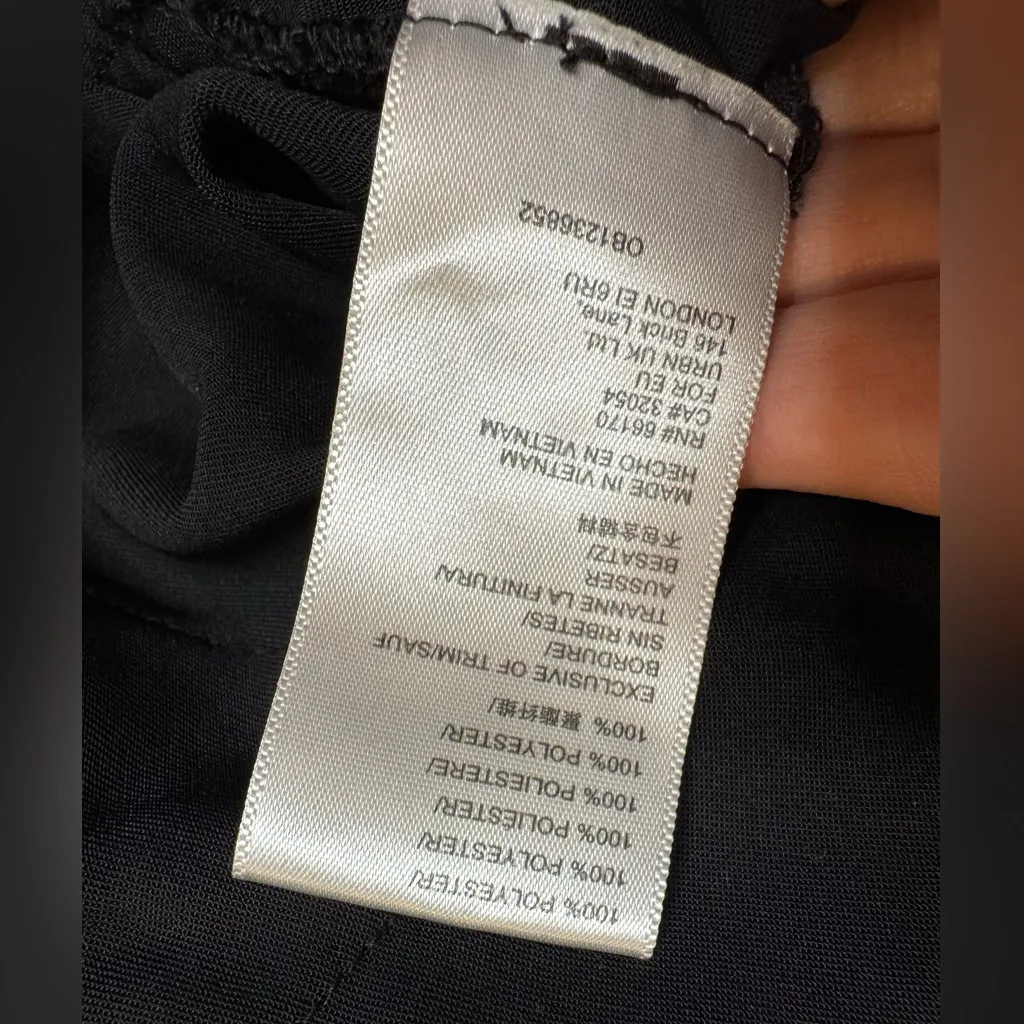 100% POLYESTER/
100% POLYESTER/
100% POLIÉSTER/
100% POLIESTERE/
100% POLYESTER/
100% 聚酯纤维/
EXCLUSIVE OF TRIM/SAUF
BORDURE/
SIN RIBETES/
TRANNE LA FINITURA/
AUSSER
BESATZ/
不包含辅料
MADE IN VIETNAM
HECHO EN VIETNAM
RN# 66170
CA# 32054
FOR EU
URBN UK Ltd.
146 Brick Lane,
LONDON EI 6RU
OB1236852